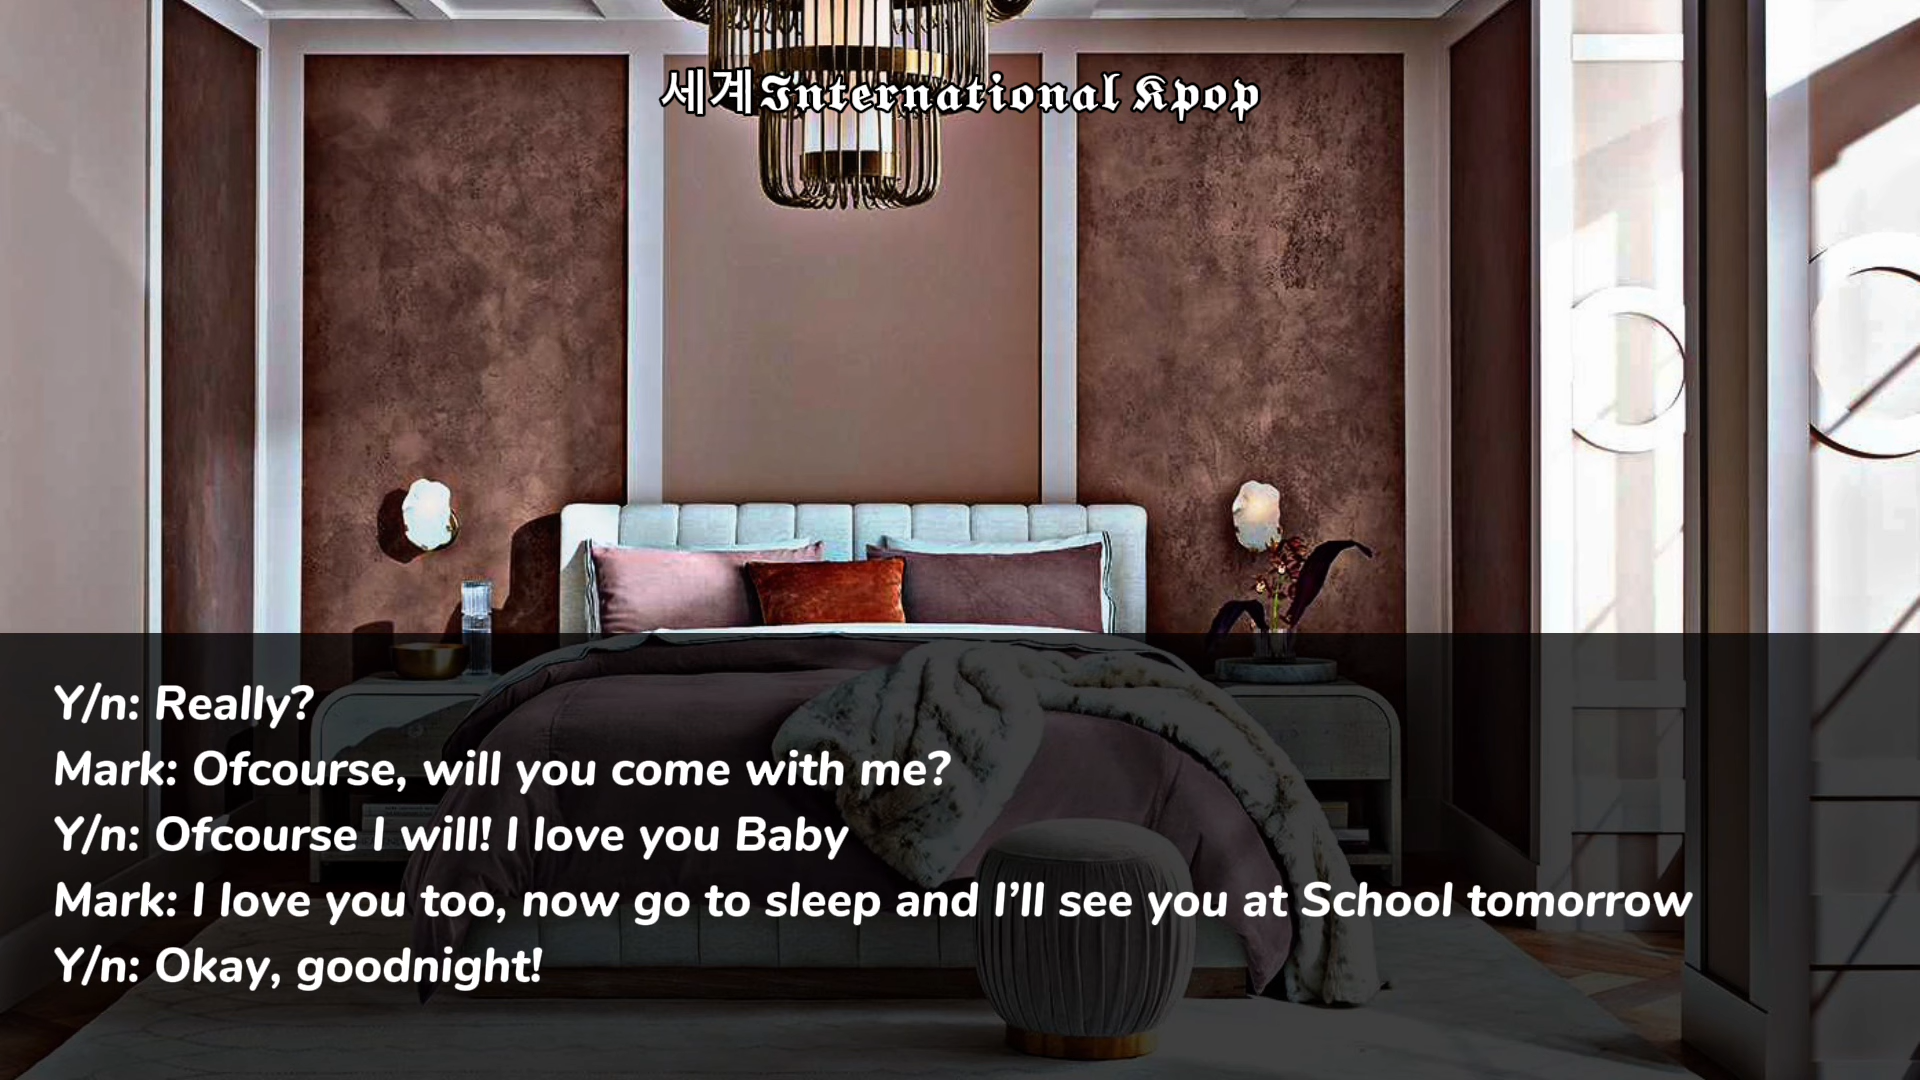 세계International Kpop
Y/n: Really?
Mark: Ofcourse, will you come with me?
Y/n: Ofcourse I will! I love you Baby
Mark: I love you too, now go to sleep and I’ll see you at School tomorrow
Y/n: Okay, goodnight!